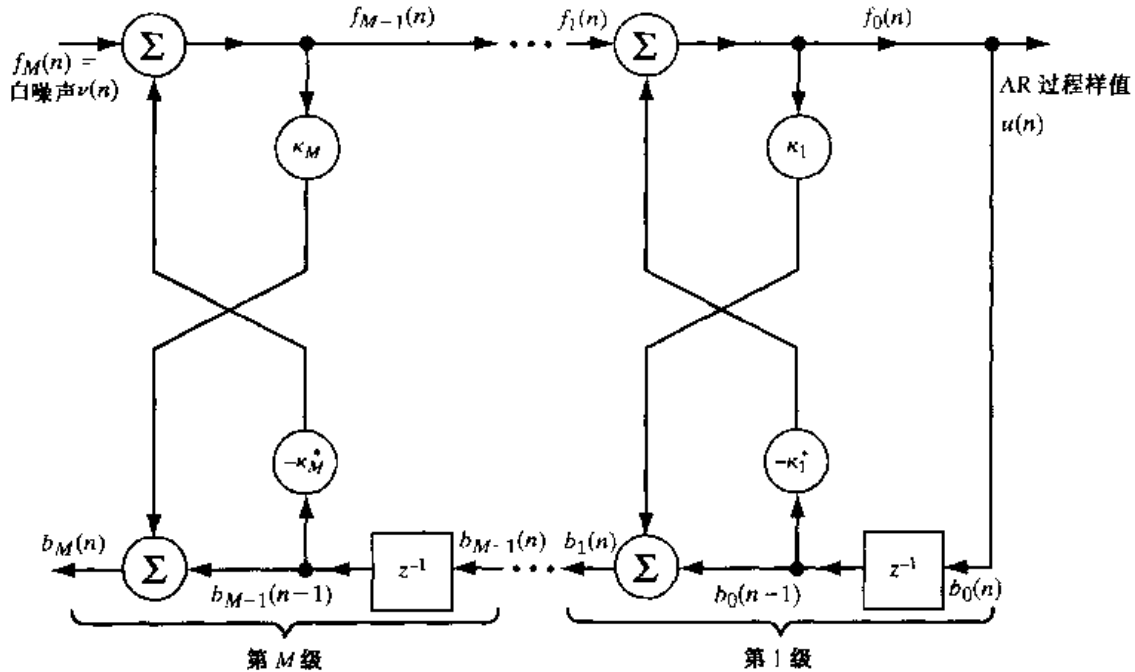 f_{M-1}(n)
f_1(n)
f_0(n)
Σ
Σ
f_M(n) =
白噪声ν(n)
AR 过程样值
u(n)
κ_M
κ_1
−κ_M^*
−κ_1^*
b_M(n)
Σ
b_{M-1}(n−1)
z^{-1}
b_{M-1}(n)
b_1(n)
Σ
b_0(n−1)
z^{-1}
b_0(n)
第 M 级
第 1 级